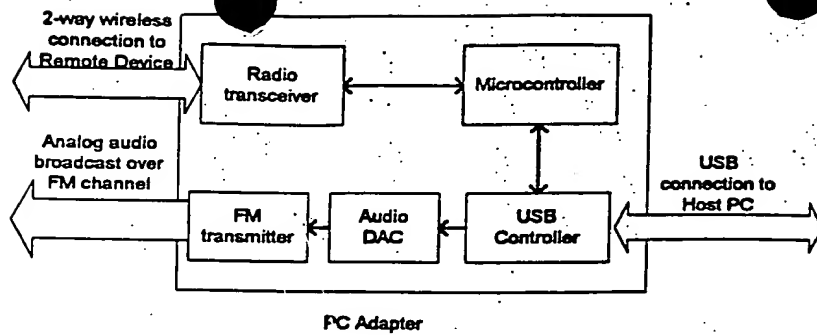 2-way wireless
connection to
Remote Device
Radio
transceiver
Microcontroller
Analog audio
broadcast over
FM channel
FM
transmitter
Audio
DAC
USB
Controller
USB
connection to
Host PC
PC Adapter